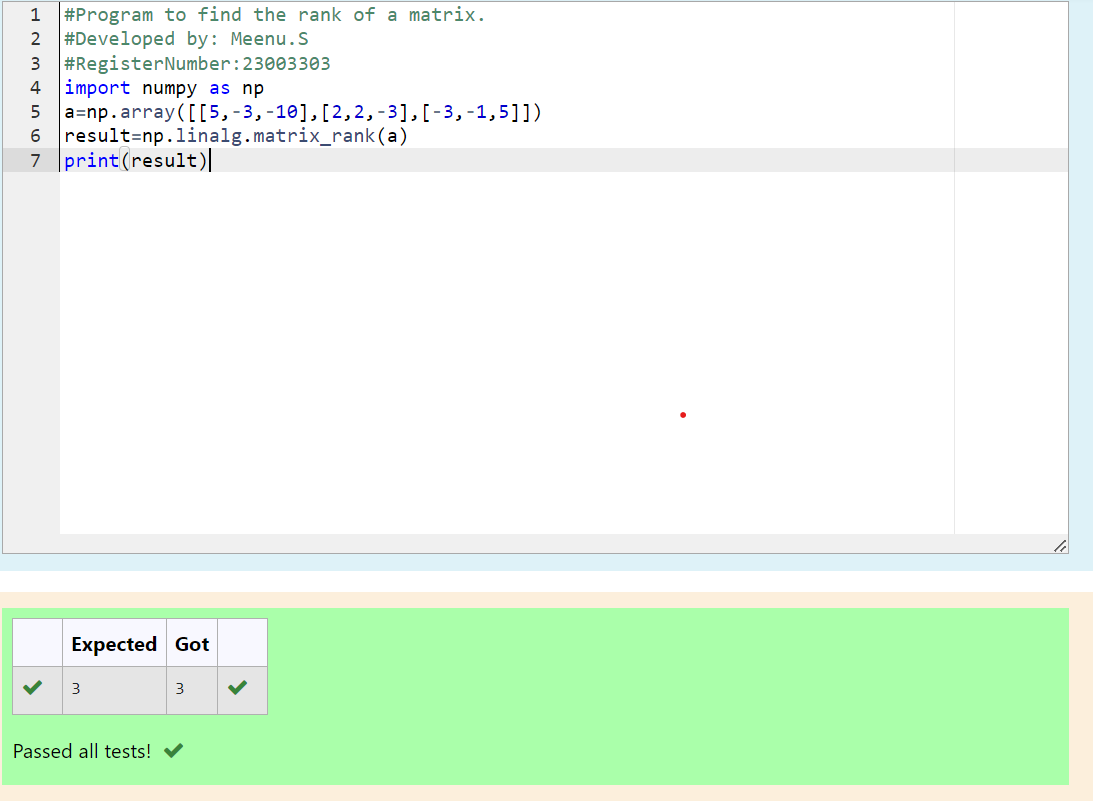 1 #Program to find the rank of a matrix.
2 #Developed by: Meenu.S
3 #RegisterNumber:23003303
4 import numpy as np
5 a=np.array([[5,-3,-10],[2,2,-3],[-3,-1,5]])
6 result=np.linalg.matrix_rank(a)
7 print(result)
Expected Got
3 3
Passed all tests!